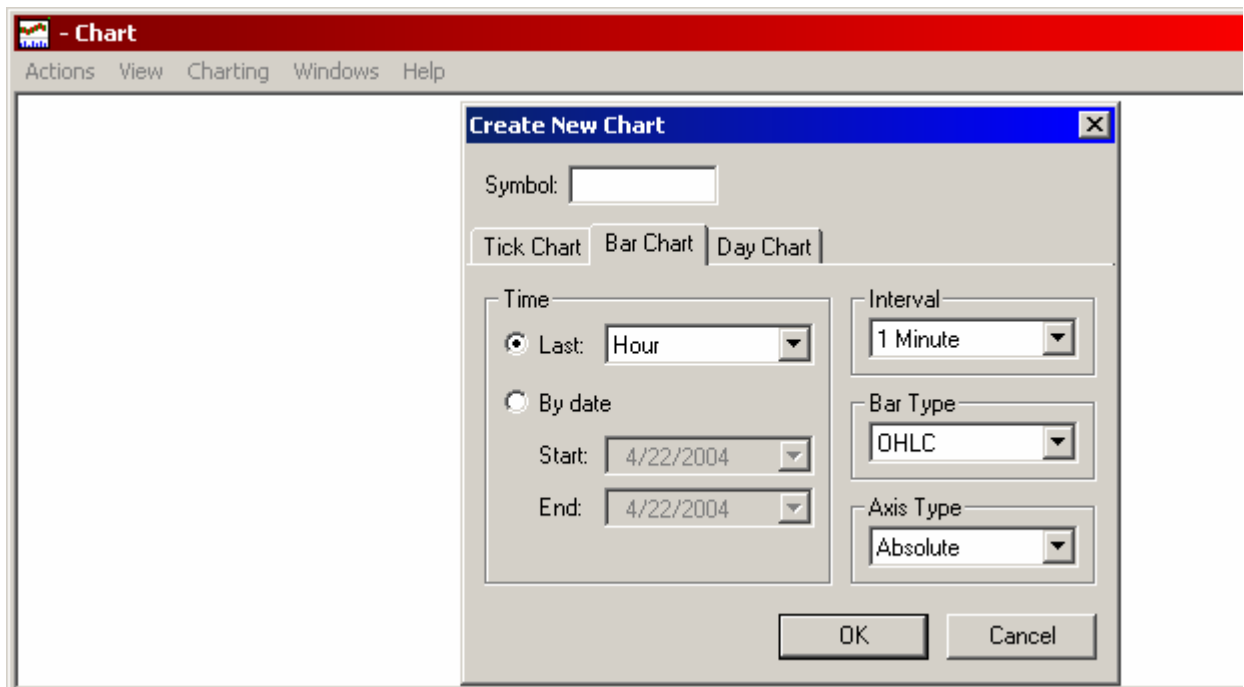 - Chart
Actions View Charting Windows Help
Create New Chart
Symbol:
Tick Chart Bar Chart Day Chart
Time
Last: Hour
By date
Start: 4/22/2004
End: 4/22/2004
Interval
1 Minute
Bar Type
OHLC
Axis Type
Absolute
OK Cancel